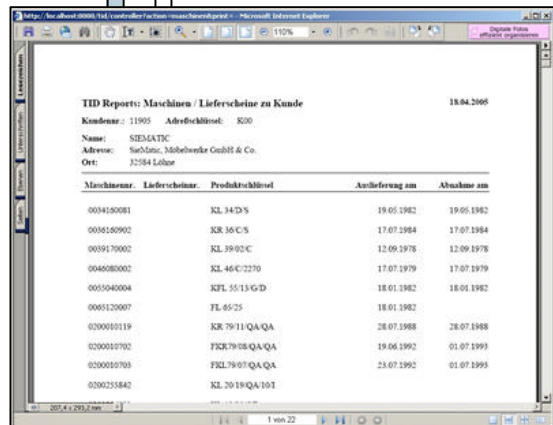 http://localhost:8080/tid/controller?action=maschinen&print= - Microsoft Internet Explorer
110%
Digitale Fotos
effizient organisieren
Lesezeichen
Unterschriften
Ebenen
Seiten
TID Reports: Maschinen / Lieferscheine zu Kunde 18.04.2005
Kundennr.: 11905 Adreßschlüssel: K00
Name: SIEMATIC
Adresse: SieMatic, Möbelwerke GmbH & Co.
Ort: 32584 Löhne
Maschinennr. Lieferscheinnr. Produktschlüssel Auslieferung am Abnahme am
0034160081 KL 34/D/S 19.05.1982 19.05.1982
0036160902 KR 36/C/S 17.07.1984 17.07.1984
0039170002 KL 39/02/C 12.09.1978 12.09.1978
0046080002 KL 46/C/2270 17.07.1979 17.07.1979
0055040004 KFL 55/13/G/D 18.01.1982 18.01.1982
0065120007 FL 65/25 18.01.1982
0200010119 KR 79/11/QA/QA 28.07.1988 28.07.1988
0200010702 FKR79/08/QA/QA 19.06.1992 01.07.1993
0200010703 FKL79/07/QA/QA 23.07.1992 01.07.1993
0200255842 KL 20/19/QA/10/I
207,4 x 293,2 mm
1 von 22